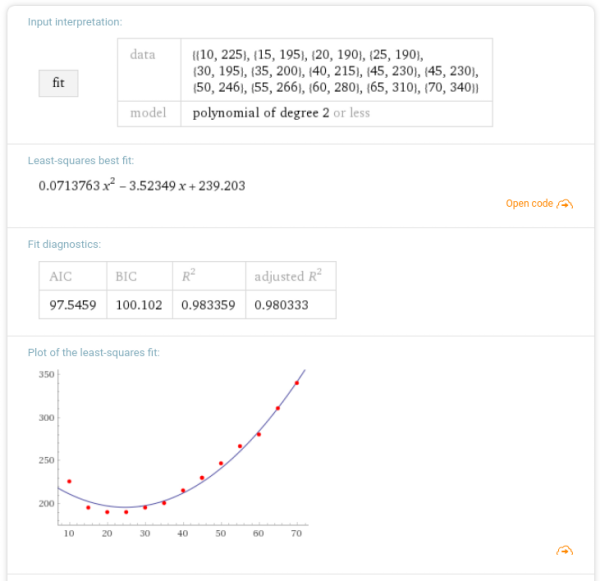 Input interpretation:
fit
data
{{10, 225}, {15, 195}, {20, 190}, {25, 190},
{30, 195}, {35, 200}, {40, 215}, {45, 230}, {45, 230},
{50, 246}, {55, 266}, {60, 280}, {65, 310}, {70, 340}}
model
polynomial of degree 2 or less
Least-squares best fit:
0.0713763 x² − 3.52349 x + 239.203
Open code
Fit diagnostics:
AIC BIC R² adjusted R²
97.5459 100.102 0.983359 0.980333
Plot of the least-squares fit:
350
300
250
200
10 20 30 40 50 60 70